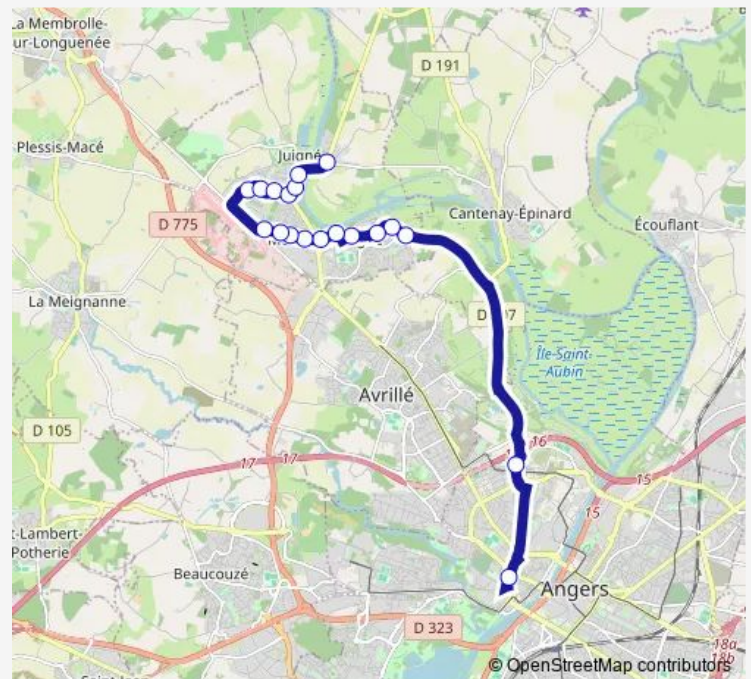 La Membrolle-
sur-Longuenée
D 191
Plessis-Macé
Juigné
D 775
Cantenay-Épinard
Écouflant
La Meignanne
Île-Saint-
Aubin
Avrillé
D 105
16
17
17
15
15
t-Lambert-
Potherie
Beaucouzé
Angers
D 323
18a
18b
© OpenStreetMap contributors